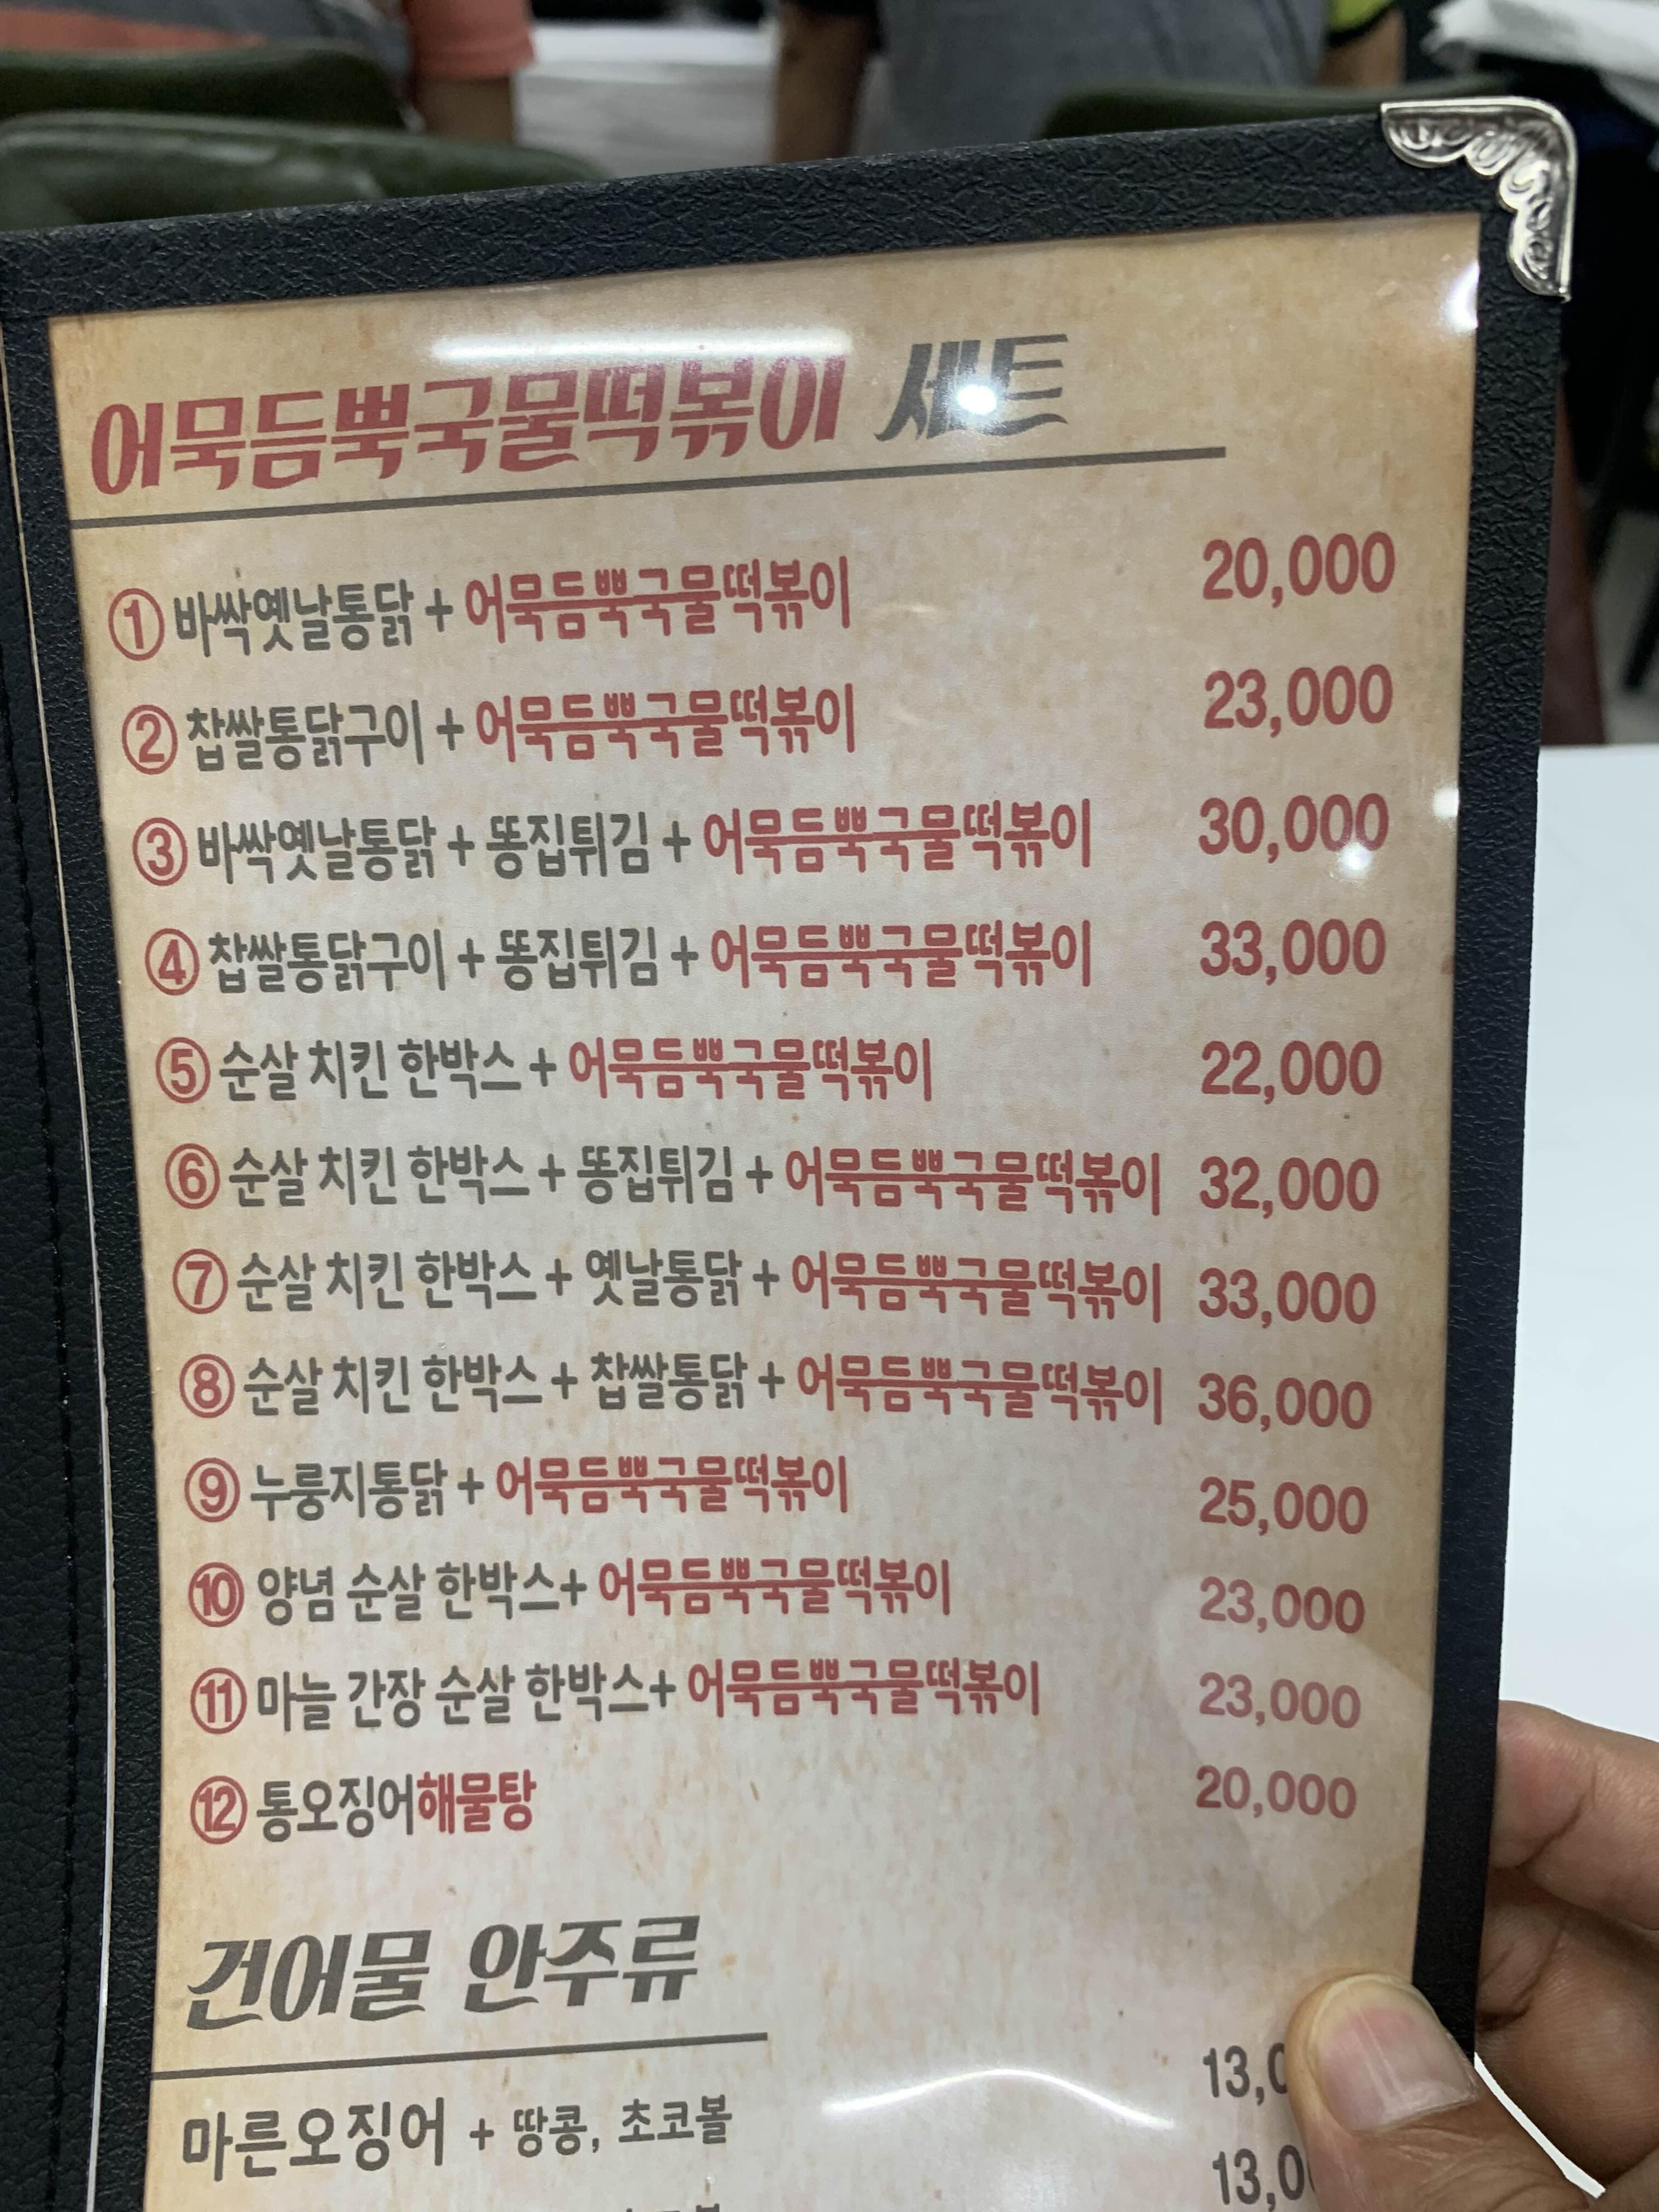 어묵듬뿍국물떡볶이 세트
① 바싹옛날통닭 + 어묵듬뿍국물떡볶이 20,000
② 찹쌀통닭구이 + 어묵듬뿍국물떡볶이 23,000
③ 바싹옛날통닭 + 똥집튀김 + 어묵듬뿍국물떡볶이 30,000
④ 찹쌀통닭구이 + 똥집튀김 + 어묵듬뿍국물떡볶이 33,000
⑤ 순살 치킨 한박스 + 어묵듬뿍국물떡볶이 22,000
⑥ 순살 치킨 한박스 + 똥집튀김 + 어묵듬뿍국물떡볶이 32,000
⑦ 순살 치킨 한박스 + 옛날통닭 + 어묵듬뿍국물떡볶이 33,000
⑧ 순살 치킨 한박스 + 찹쌀통닭 + 어묵듬뿍국물떡볶이 36,000
⑨ 누룽지통닭 + 어묵듬뿍국물떡볶이 25,000
⑩ 양념 순살 한박스+ 어묵듬뿍국물떡볶이 23,000
⑪ 마늘 간장 순살 한박스+ 어묵듬뿍국물떡볶이 23,000
⑫ 통오징어해물탕 20,000
건어물 안주류
마른오징어 + 땅콩, 초코볼